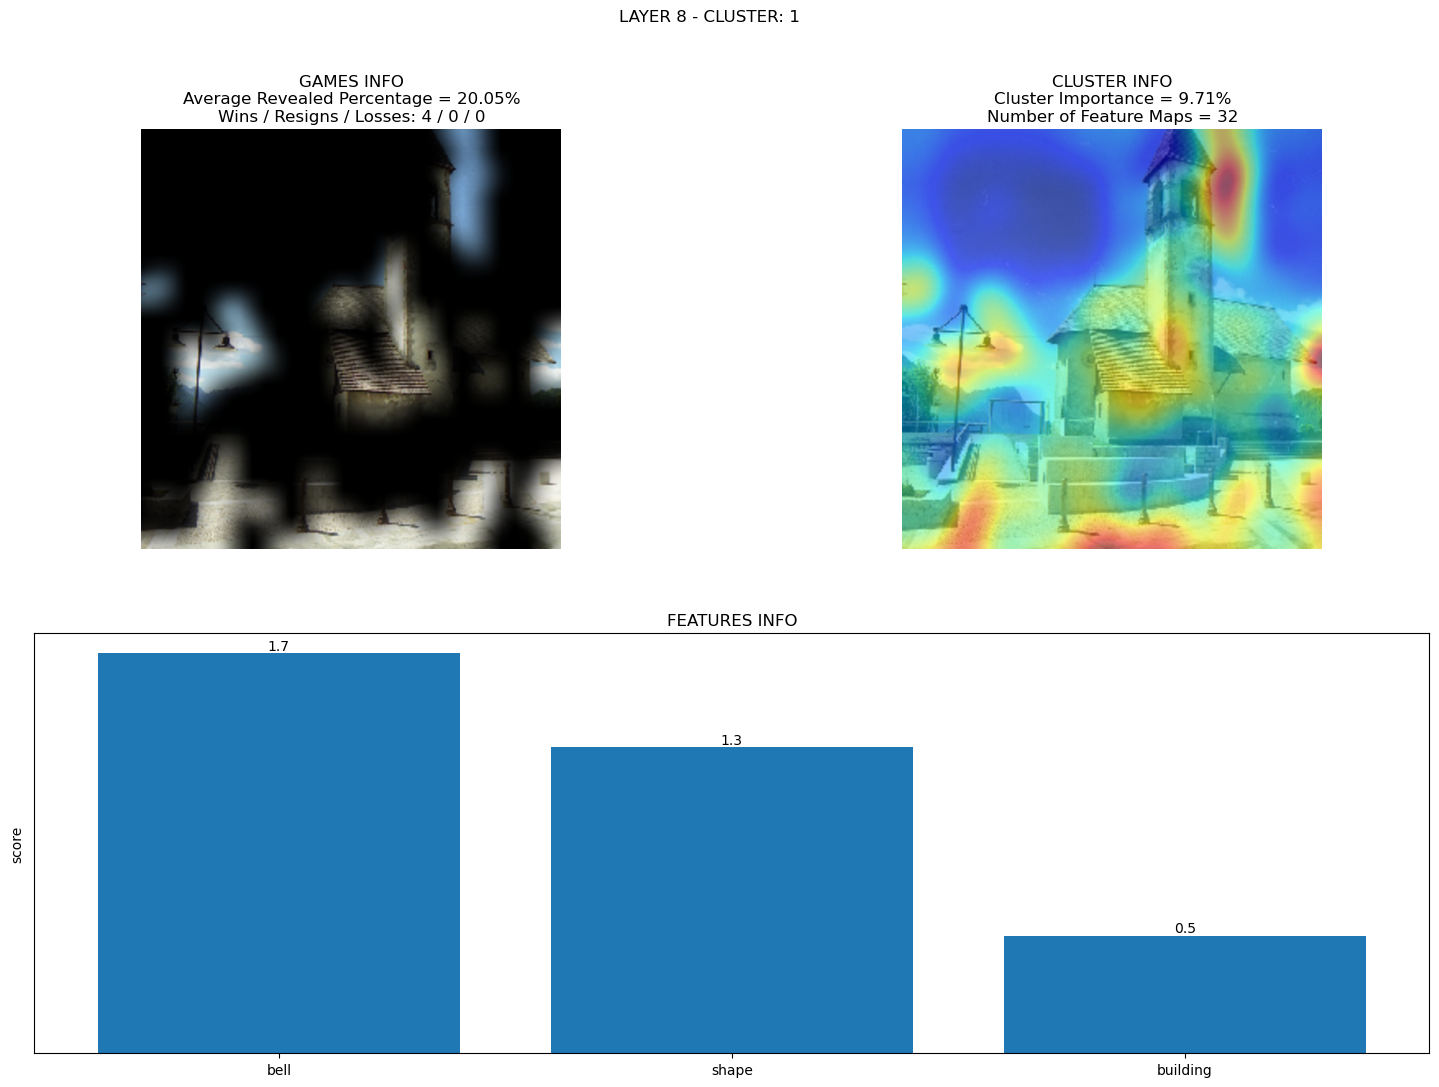 LAYER 8 - CLUSTER: 1
GAMES INFO
Average Revealed Percentage = 20.05%
Wins / Resigns / Losses: 4 / 0 / 0
CLUSTER INFO
Cluster Importance = 9.71%
Number of Feature Maps = 32
FEATURES INFO
score
1.7
1.3
0.5
bell
shape
building